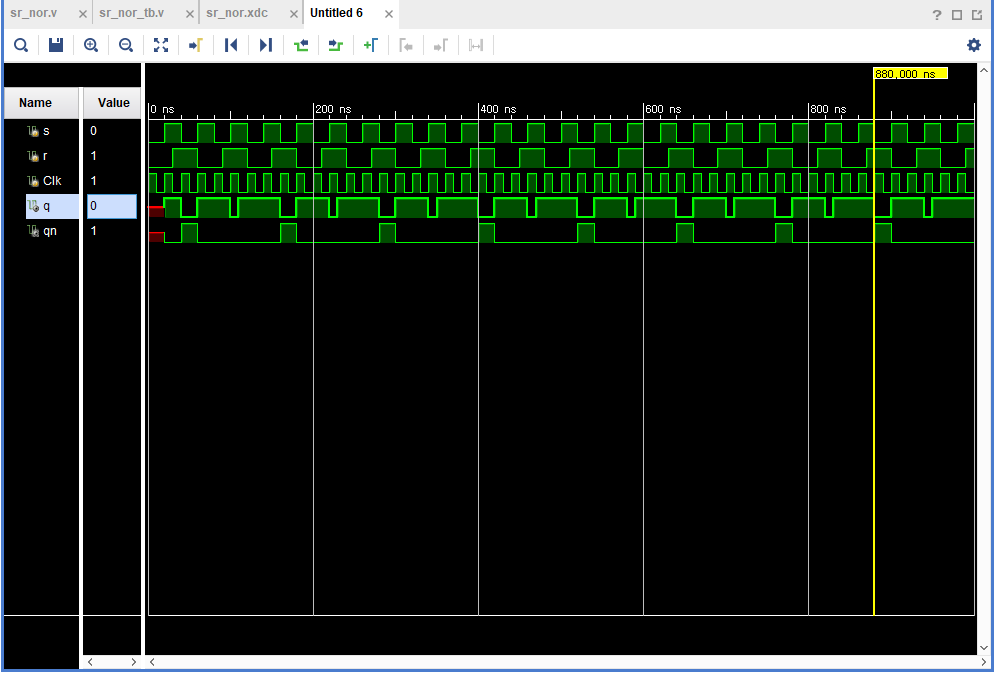 sr_nor.v × sr_nor_tb.v × sr_nor.xdc × Untitled 6 ×
880,000 ns
Name Value
0 ns 200 ns 400 ns 600 ns 800 ns
s 0
r 1
Clk 1
q 0
qn 1